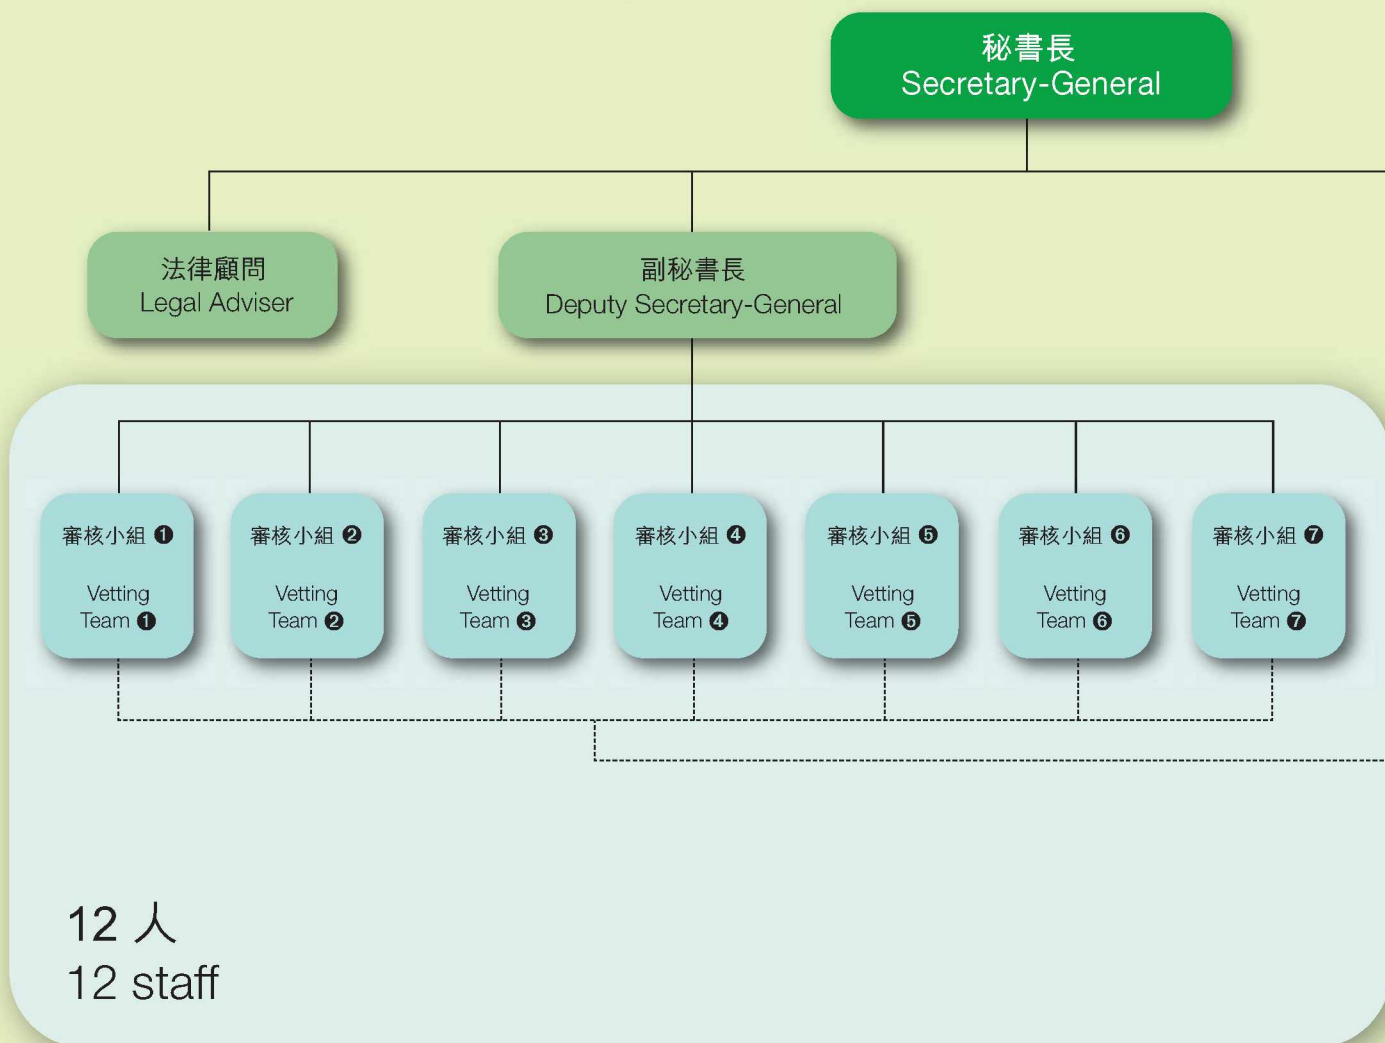 秘書長
Secretary-General
法律顧問
Legal Adviser
副秘書長
Deputy Secretary-General
審核小組 ❶
Vetting
Team ❶
審核小組 ❷
Vetting
Team ❷
審核小組 ❸
Vetting
Team ❸
審核小組 ❹
Vetting
Team ❹
審核小組 ❺
Vetting
Team ❺
審核小組 ❻
Vetting
Team ❻
審核小組 ❼
Vetting
Team ❼
12 人
12 staff